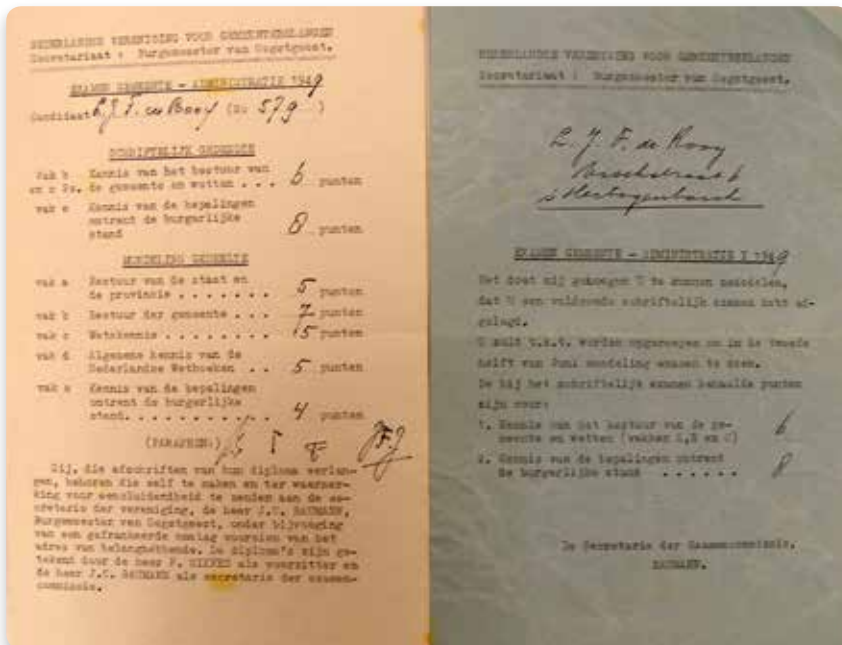 NEDERLANDSE VERENIGING VOOR GEMEENTEBELANGEN
Secretariaat : Burgemeester van Oegstgeest.
EXAMEN GEMEENTE - ADMINISTRATIE 1949
Candidaat L.J.F. de Rooy (No 579 )
SCHRIFTELIJK GEDEELTE
vak b Kennis van het bestuur van
en c Ps. de gemeente en wetten . . . 6 punten
vak e Kennis van de bepalingen
omtrent de burgerlijke
stand 8 punten
MONDELING GEDEELTE
vak a Bestuur van de staat en
de provincie . . . . . . . 5 punten
vak b Bestuur der gemeente . . . 7 punten
vak c Wetskennis . . . . . . . . 5 punten
vak d Algemene kennis van de
Nederlandse Wetboeken . . 5 punten
vak e Kennis van de bepalingen
omtrent de burgerlijke
stand. . . . . . . . . . . 4 punten
(PARAFEN:)
Zij, die afschriften van hun diploma verlan-
gen, behoren die zelf te maken en ter waarmer-
king voor eensluidendheid te zenden aan de se-
cretaris der vereniging, de heer J.C. BAUMANN,
Burgemeester van Oegstgeest, onder bijvoeging
van een gefrankeerde omslag voorzien van het
adres van belanghebbende. De diploma's zijn ge-
tekend door de heer F. als voorzitter en
de heer J.C. BAUMANN als secretaris der examen-
commissie.
NEDERLANDSE VERENIGING VOOR GEMEENTEBELANGEN
Secretariaat : Burgemeester van Oegstgeest.
L. J. F. de Rooy
's Hertogenbosch
EXAMEN GEMEENTE - ADMINISTRATIE I 1949
Het doet mij genoegen U te kunnen mededelen,
dat U een voldoende schriftelijk examen hebt af-
gelegd.
U zult t.z.t. worden opgeroepen om in de tweede
helft van Juni mondeling examen te doen.
De bij het schriftelijk examen behaalde punten
zijn voor:
1. Kennis van het bestuur van de ge-
meente en wetten (vakken A,B en C) 6
2. Kennis van de bepalingen omtrent
de burgerlijke stand . . . . . . 8
De Secretaris der Examencommissie,
BAUMANN.